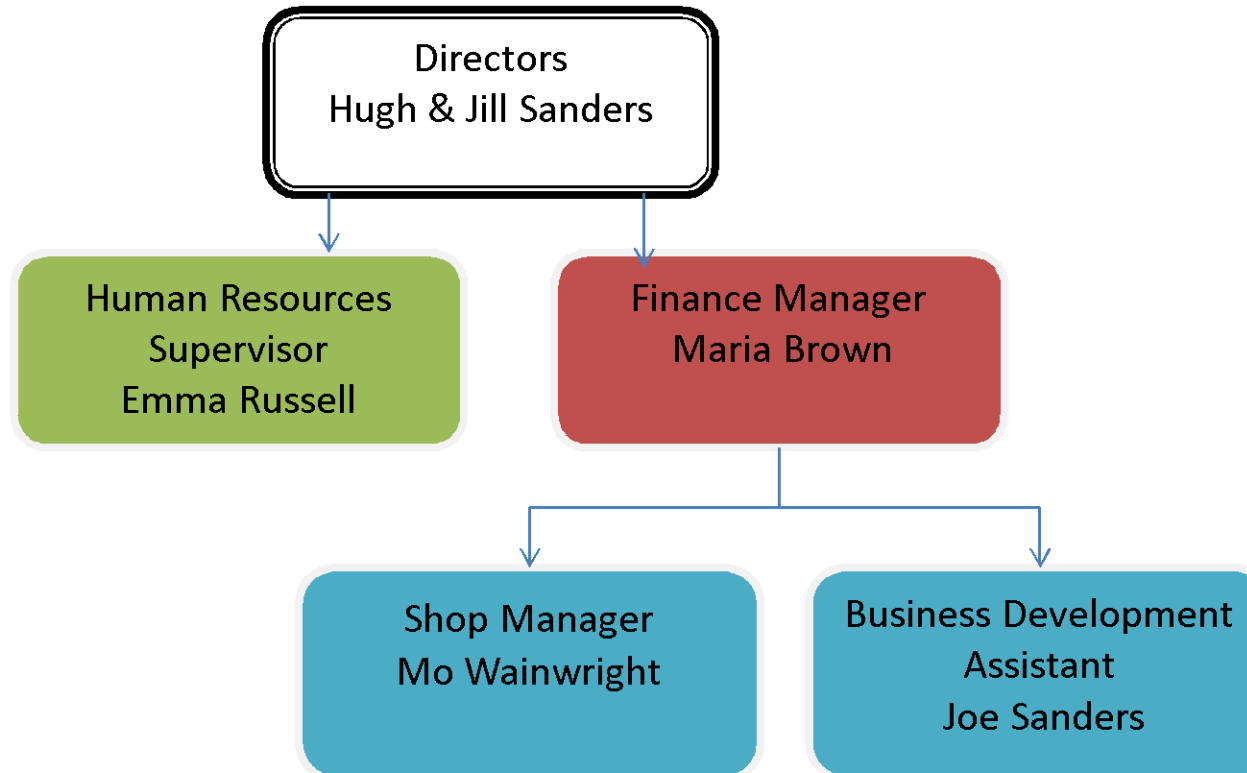 Directors
Hugh & Jill Sanders
Human Resources
Supervisor
Emma Russell
Finance Manager
Maria Brown
Shop Manager
Mo Wainwright
Business Development
Assistant
Joe Sanders